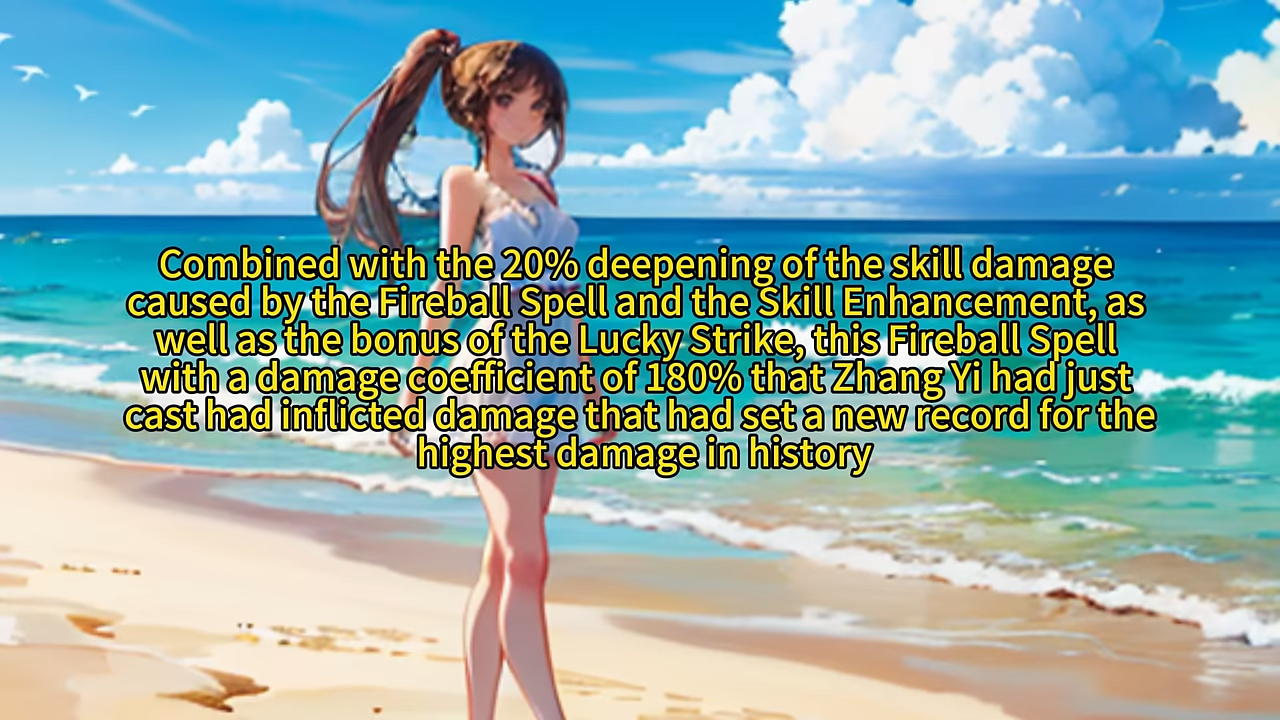 Combined with the 20% deepening of the skill damage
caused by the Fireball Spell and the Skill Enhancement, as
well as the bonus of the Lucky Strike, this Fireball Spell
with a damage coefficient of 180% that Zhang Yi had just
cast had inflicted damage that had set a new record for the
highest damage in history